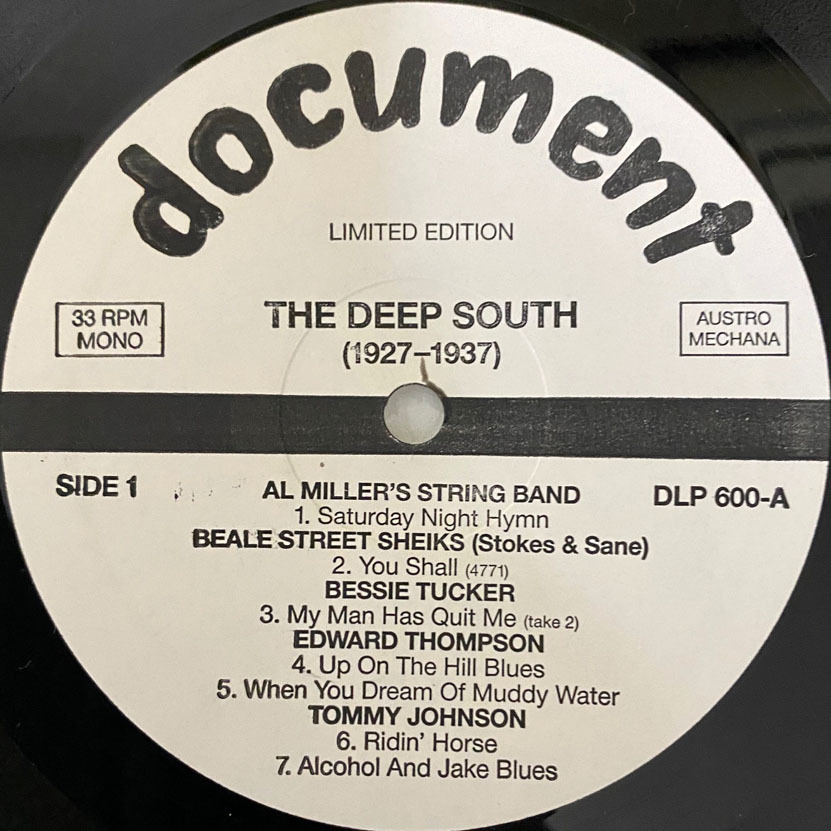 document
LIMITED EDITION
33 RPM
MONO
THE DEEP SOUTH
(1927–1937)
AUSTRO
MECHANA
SIDE 1
DLP 600-A
AL MILLER'S STRING BAND
1. Saturday Night Hymn
BEALE STREET SHEIKS (Stokes & Sane)
2. You Shall (4771)
BESSIE TUCKER
3. My Man Has Quit Me (take 2)
EDWARD THOMPSON
4. Up On The Hill Blues
5. When You Dream Of Muddy Water
TOMMY JOHNSON
6. Ridin' Horse
7. Alcohol And Jake Blues